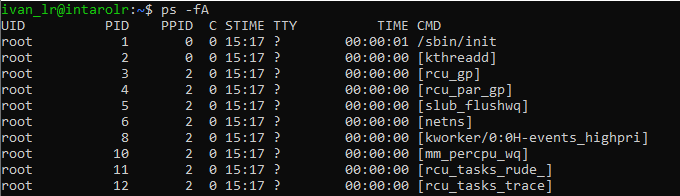 ivan_lr@intarolr:~$ ps -fA
UID          PID    PPID  C STIME TTY          TIME CMD
root           1       0  0 15:17 ?        00:00:01 /sbin/init
root           2       0  0 15:17 ?        00:00:00 [kthreadd]
root           3       2  0 15:17 ?        00:00:00 [rcu_gp]
root           4       2  0 15:17 ?        00:00:00 [rcu_par_gp]
root           5       2  0 15:17 ?        00:00:00 [slub_flushwq]
root           6       2  0 15:17 ?        00:00:00 [netns]
root           8       2  0 15:17 ?        00:00:00 [kworker/0:0H-events_highpri]
root          10       2  0 15:17 ?        00:00:00 [mm_percpu_wq]
root          11       2  0 15:17 ?        00:00:00 [rcu_tasks_rude_]
root          12       2  0 15:17 ?        00:00:00 [rcu_tasks_trace]